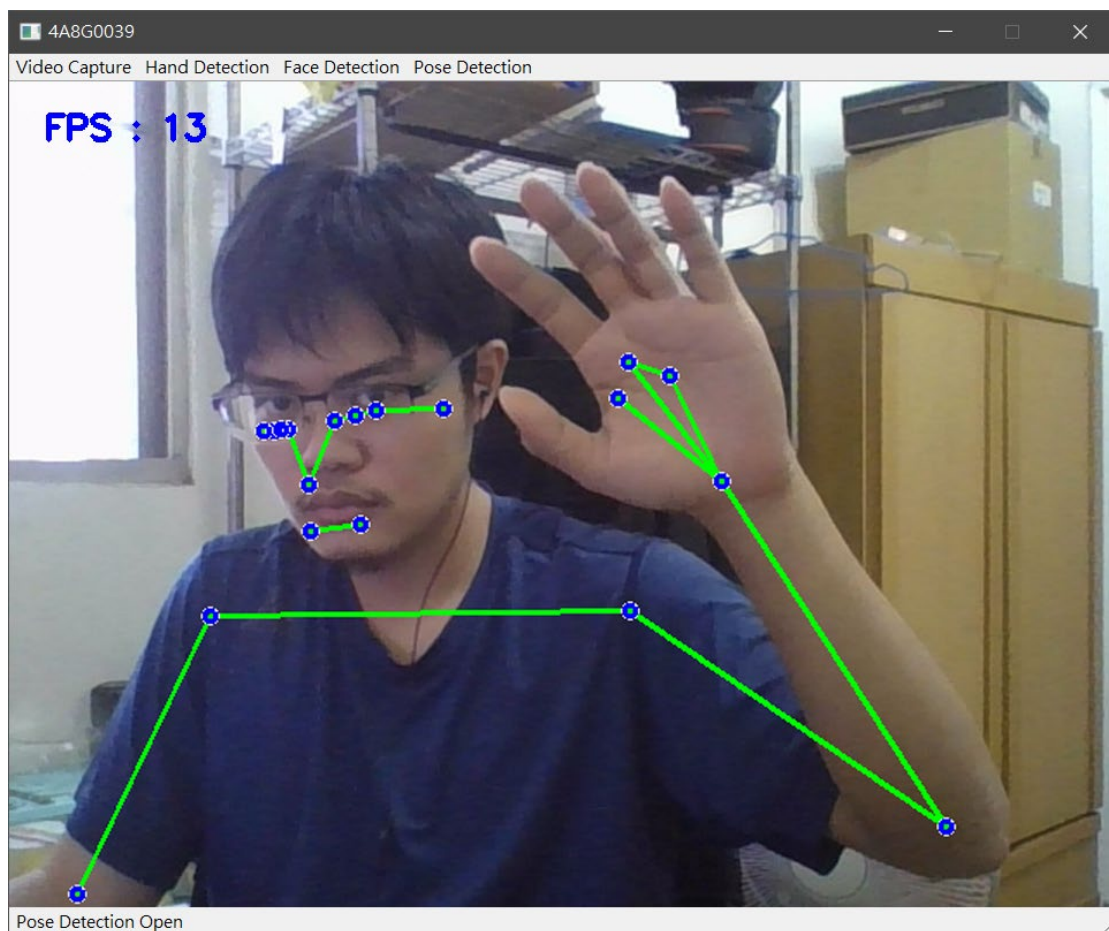 4A8G0039
Video Capture Hand Detection Face Detection Pose Detection
FPS : 13
Pose Detection Open